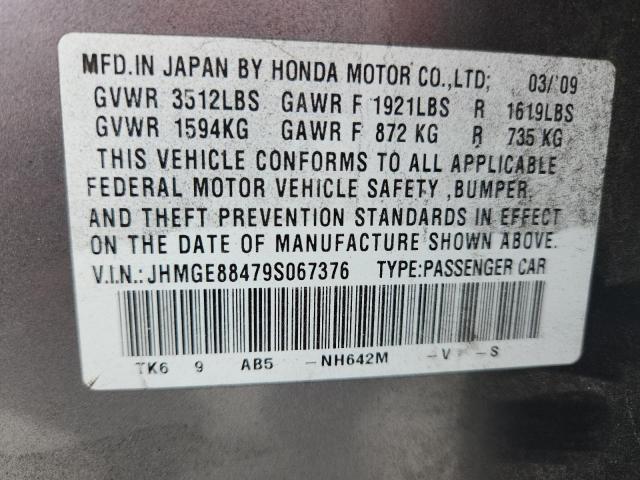 MFD.IN JAPAN BY HONDA MOTOR CO.,LTD; 03/'09
GVWR 3512LBS GAWR F 1921LBS R 1619LBS
GVWR 1594KG GAWR F 872 KG R 735 KG
THIS VEHICLE CONFORMS TO ALL APPLICABLE
FEDERAL MOTOR VEHICLE SAFETY ,BUMPER,
AND THEFT PREVENTION STANDARDS IN EFFECT
ON THE DATE OF MANUFACTURE SHOWN ABOVE.
V.I.N.: JHMGE88479S067376 TYPE:PASSENGER CAR
TK6 9 AB5 -NH642M -V -S